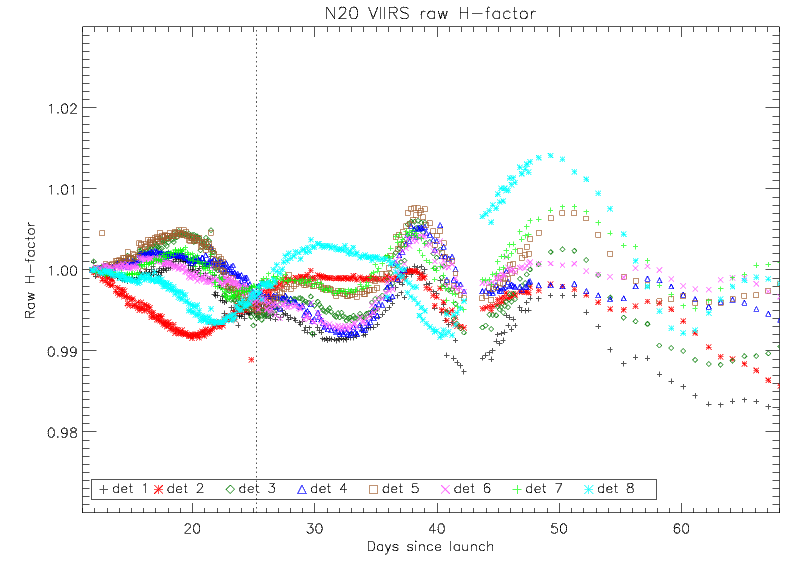 N20 VIIRS raw H-factor
1.02
1.01
1.00
0.99
0.98
Raw H-factor
det 1 det 2 det 3 det 4 det 5 det 6 det 7 det 8
20 30 40 50 60
Days since launch